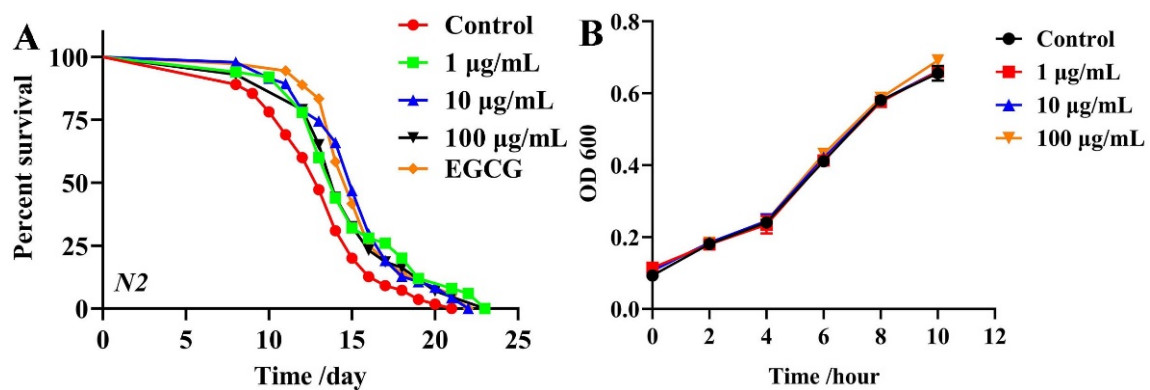 A
Control
1 μg/mL
10 μg/mL
100 μg/mL
EGCG
Percent survival
100
75
50
25
0
N2
0 5 10 15 20 25
Time /day
B
Control
1 μg/mL
10 μg/mL
100 μg/mL
OD 600
0.8
0.6
0.4
0.2
0.0
0 2 4 6 8 10 12
Time /hour